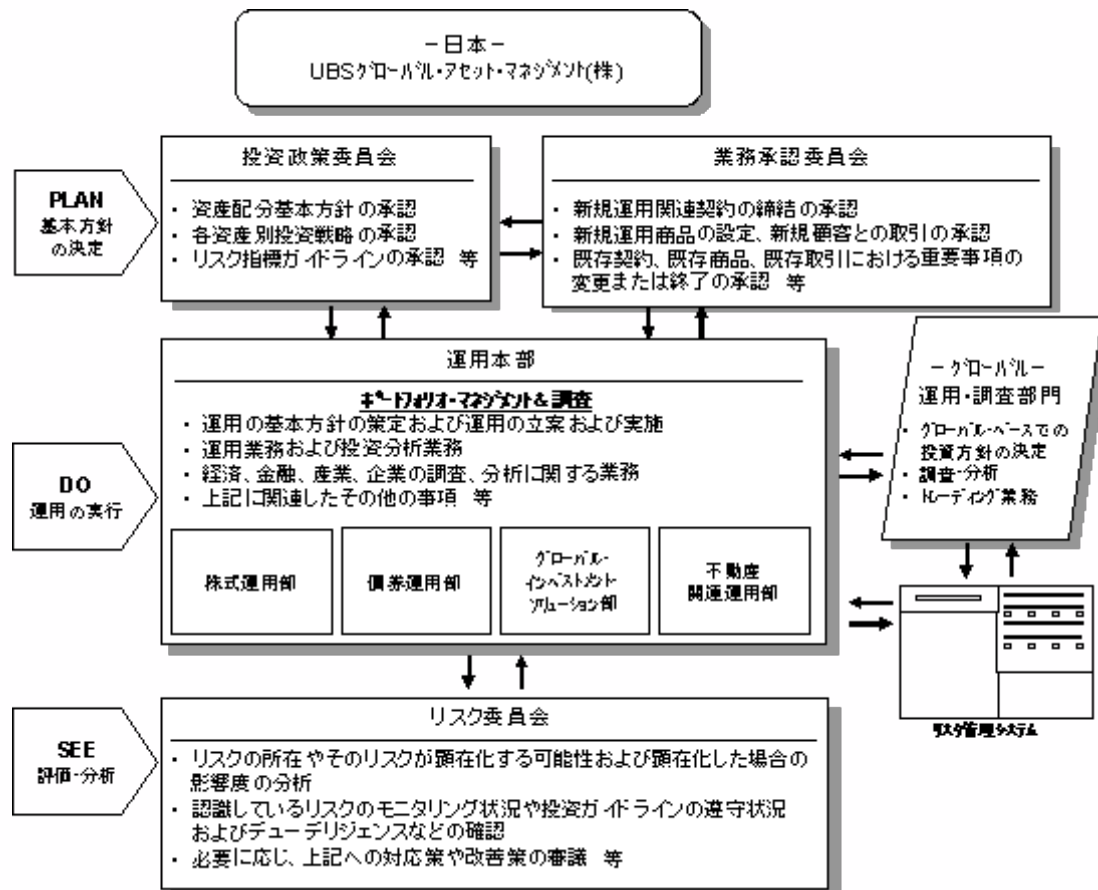 －日本－
UBSｸﾞﾛｰﾊﾞﾙ・ｱｾｯﾄ・ﾏﾈｼﾞﾒﾝﾄ(株)
投資政策委員会
・ 資産配分基本方針の承認
・ 各資産別投資戦略の承認
・ リスク指標ガイドラインの承認 等
業務承認委員会
・ 新規運用関連契約の締結の承認
・ 新規運用商品の設定、新規顧客との取引の承認
・ 既存契約、既存商品、既存取引における重要事項の
変更または終了の承認 等
PLAN
基本方針
の決定
運用本部
ﾎﾟｰﾄﾌｫﾘｵ・ﾏﾈｼﾞﾒﾝﾄ&調査
・ 運用の基本方針の策定および運用の立案および実施
・ 運用業務および投資分析業務
・ 経済、金融、産業、企業の調査、分析に関する業務
・ 上記に関連したその他の事項 等
株式運用部
債券運用部
ｸﾞﾛｰﾊﾞﾙ・
ｲﾝﾍﾞｽﾄﾒﾝﾄ
ｿﾘｭｰｼｮﾝ部
不動産
関連運用部
DO
運用の実行
－ｸﾞﾛｰﾊﾞﾙ－
運用・調査部門
・ ｸﾞﾛｰﾊﾞﾙ・ﾍﾞｰｽでの
投資方針の決定
・ 調査・分析
・ ﾄﾚｰﾃﾞｨﾝｸﾞ業務
ﾘｽｸ管理ｼｽﾃﾑ
SEE
評価・分析
リスク委員会
・ リスクの所在やそのリスクが顕在化する可能性および顕在化した場合の
影響度の分析
・ 認識しているリスクのモニタリング状況や投資ガイドラインの遵守状況
およびデューデリジェンスなどの確認
・ 必要に応じ、上記への対応策や改善策の審議 等